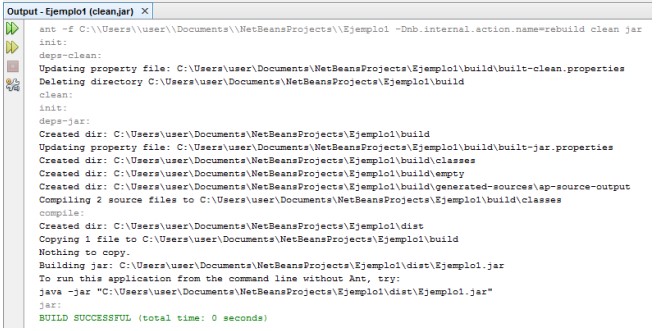 Output - Ejemplo1 (clean,jar) ×
ant -f C:\\Users\\user\\Documents\\NetBeansProjects\\Ejemplo1 -Dnb.internal.action.name=rebuild clean jar
init:
deps-clean:
Updating property file: C:\Users\user\Documents\NetBeansProjects\Ejemplo1\build\built-clean.properties
Deleting directory C:\Users\user\Documents\NetBeansProjects\Ejemplo1\build
clean:
init:
deps-jar:
Created dir: C:\Users\user\Documents\NetBeansProjects\Ejemplo1\build
Updating property file: C:\Users\user\Documents\NetBeansProjects\Ejemplo1\build\built-jar.properties
Created dir: C:\Users\user\Documents\NetBeansProjects\Ejemplo1\build\classes
Created dir: C:\Users\user\Documents\NetBeansProjects\Ejemplo1\build\empty
Created dir: C:\Users\user\Documents\NetBeansProjects\Ejemplo1\build\generated-sources\ap-source-output
Compiling 2 source files to C:\Users\user\Documents\NetBeansProjects\Ejemplo1\build\classes
compile:
Created dir: C:\Users\user\Documents\NetBeansProjects\Ejemplo1\dist
Copying 1 file to C:\Users\user\Documents\NetBeansProjects\Ejemplo1\build
Nothing to copy.
Building jar: C:\Users\user\Documents\NetBeansProjects\Ejemplo1\dist\Ejemplo1.jar
To run this application from the command line without Ant, try:
java -jar "C:\Users\user\Documents\NetBeansProjects\Ejemplo1\dist\Ejemplo1.jar"
jar:
BUILD SUCCESSFUL (total time: 0 seconds)